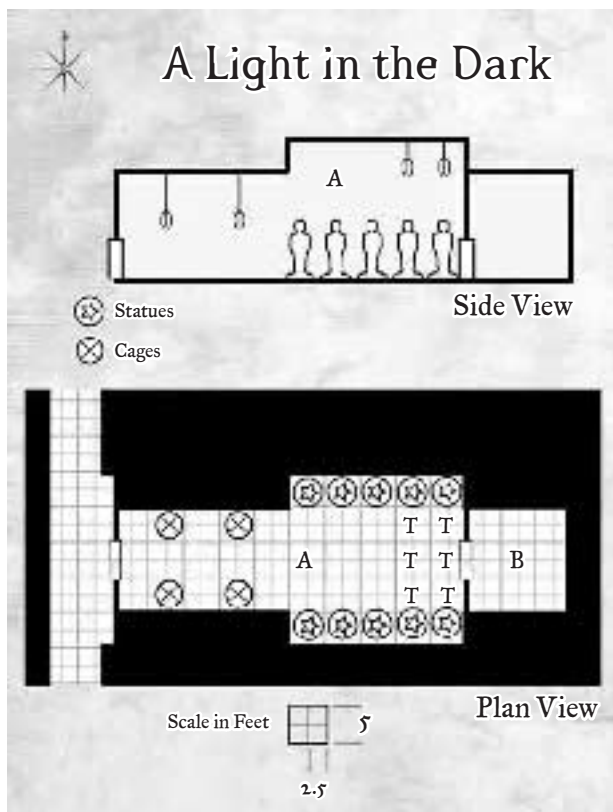 A Light in the Dark
A
Side View
Statues
Cages
T T
A T T B
T T
Plan View
Scale in Feet 5
2.5